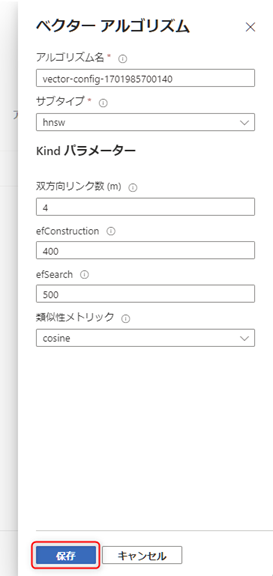 ベクター アルゴリズム
アルゴリズム名 *
vector-config-1701985700140
サブタイプ *
hnsw
Kind パラメーター
双方向リンク数 (m)
4
efConstruction
400
efSearch
500
類似性メトリック
cosine
保存
キャンセル